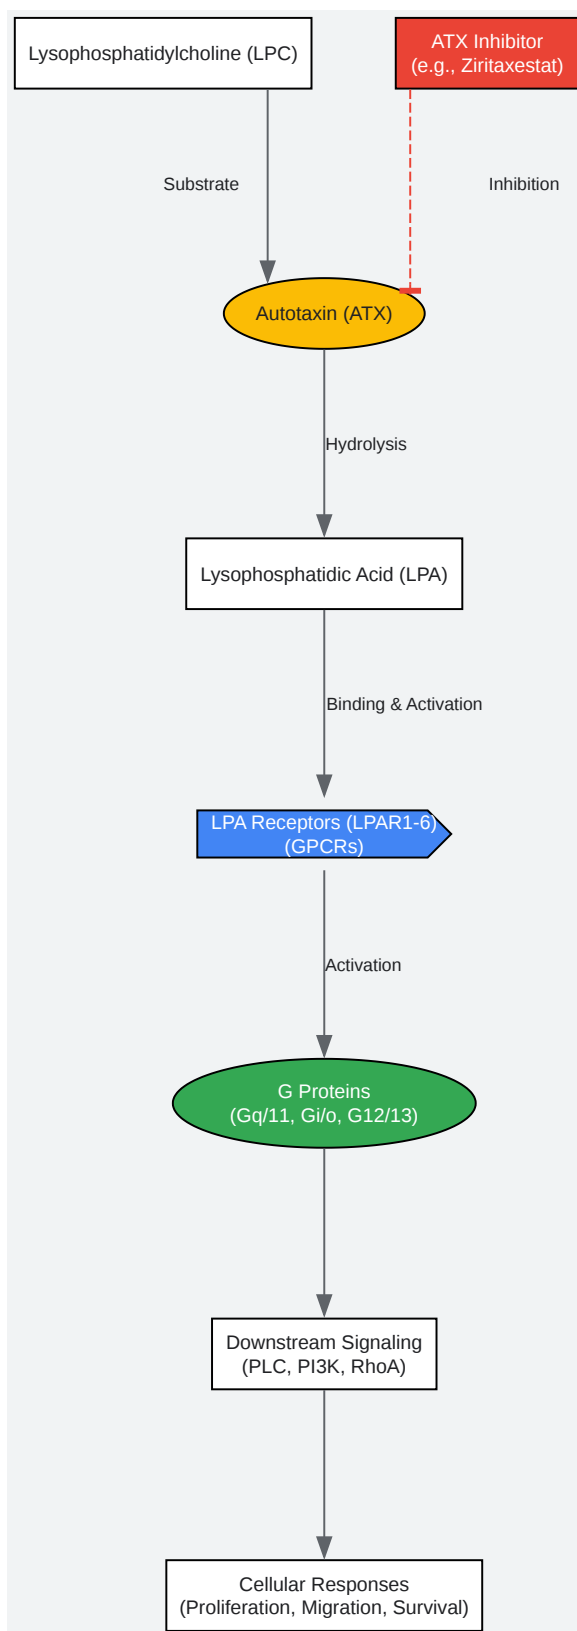 Lysophosphatidylcholine (LPC)
ATX Inhibitor
(e.g., Ziritaxestat)
Substrate
Inhibition
Autotaxin (ATX)
Hydrolysis
Lysophosphatidic Acid (LPA)
Binding & Activation
LPA Receptors (LPAR1-6)
(GPCRs)
Activation
G Proteins
(Gq/11, Gi/o, G12/13)
Downstream Signaling
(PLC, PI3K, RhoA)
Cellular Responses
(Proliferation, Migration, Survival)